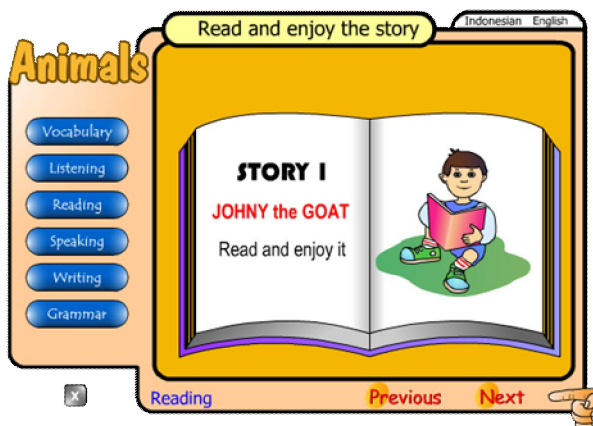 Read and enjoy the story
Indonesian English
Animals
Vocabulary
Listening
Reading
Speaking
Writing
Grammar
STORY 1
JOHNY the GOAT
Read and enjoy it
X
Reading
Previous Next